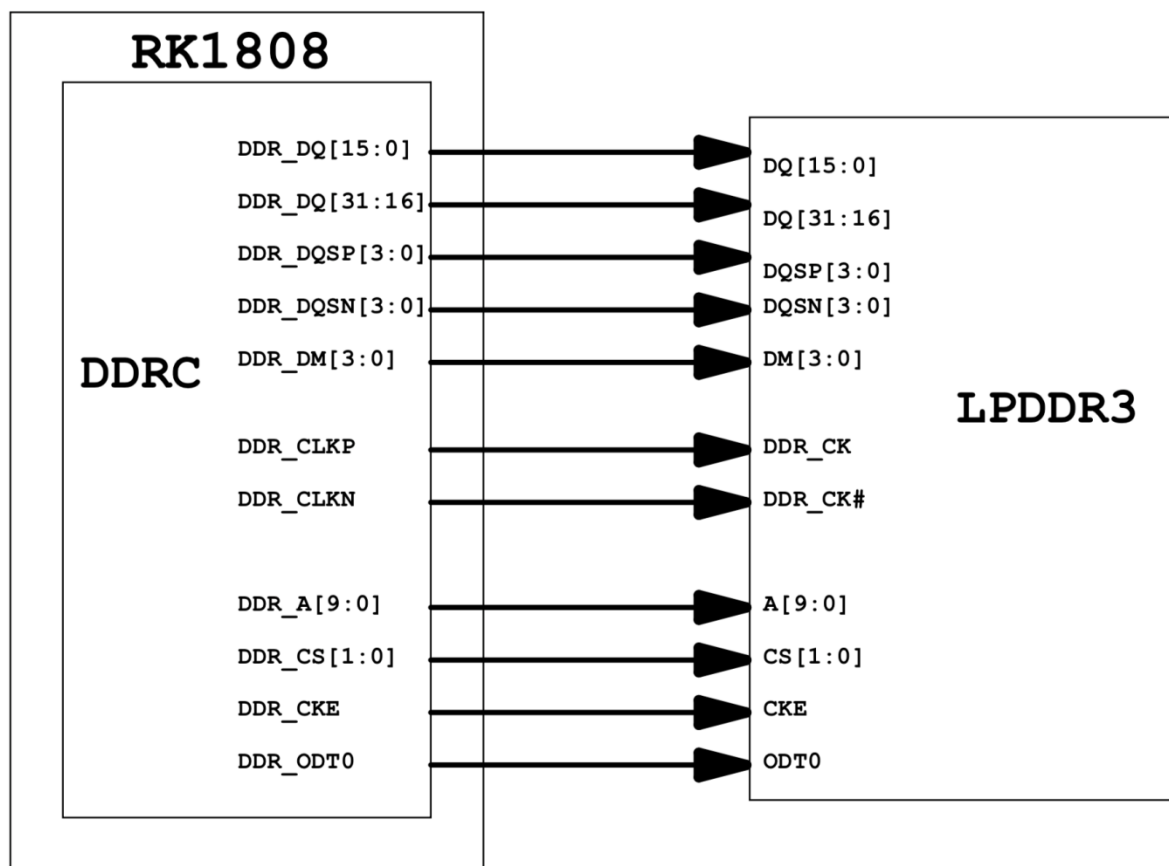 RK1808
DDR_DQ[15:0]
DQ[15:0]
DDR_DQ[31:16]
DQ[31:16]
DDR_DQSP[3:0]
DQSP[3:0]
DDR_DQSN[3:0]
DQSN[3:0]
DDR_DM[3:0]
DM[3:0]
DDRC
LPDDR3
DDR_CLKP
DDR_CK
DDR_CLKN
DDR_CK#
DDR_A[9:0]
A[9:0]
DDR_CS[1:0]
CS[1:0]
DDR_CKE
CKE
DDR_ODT0
ODT0